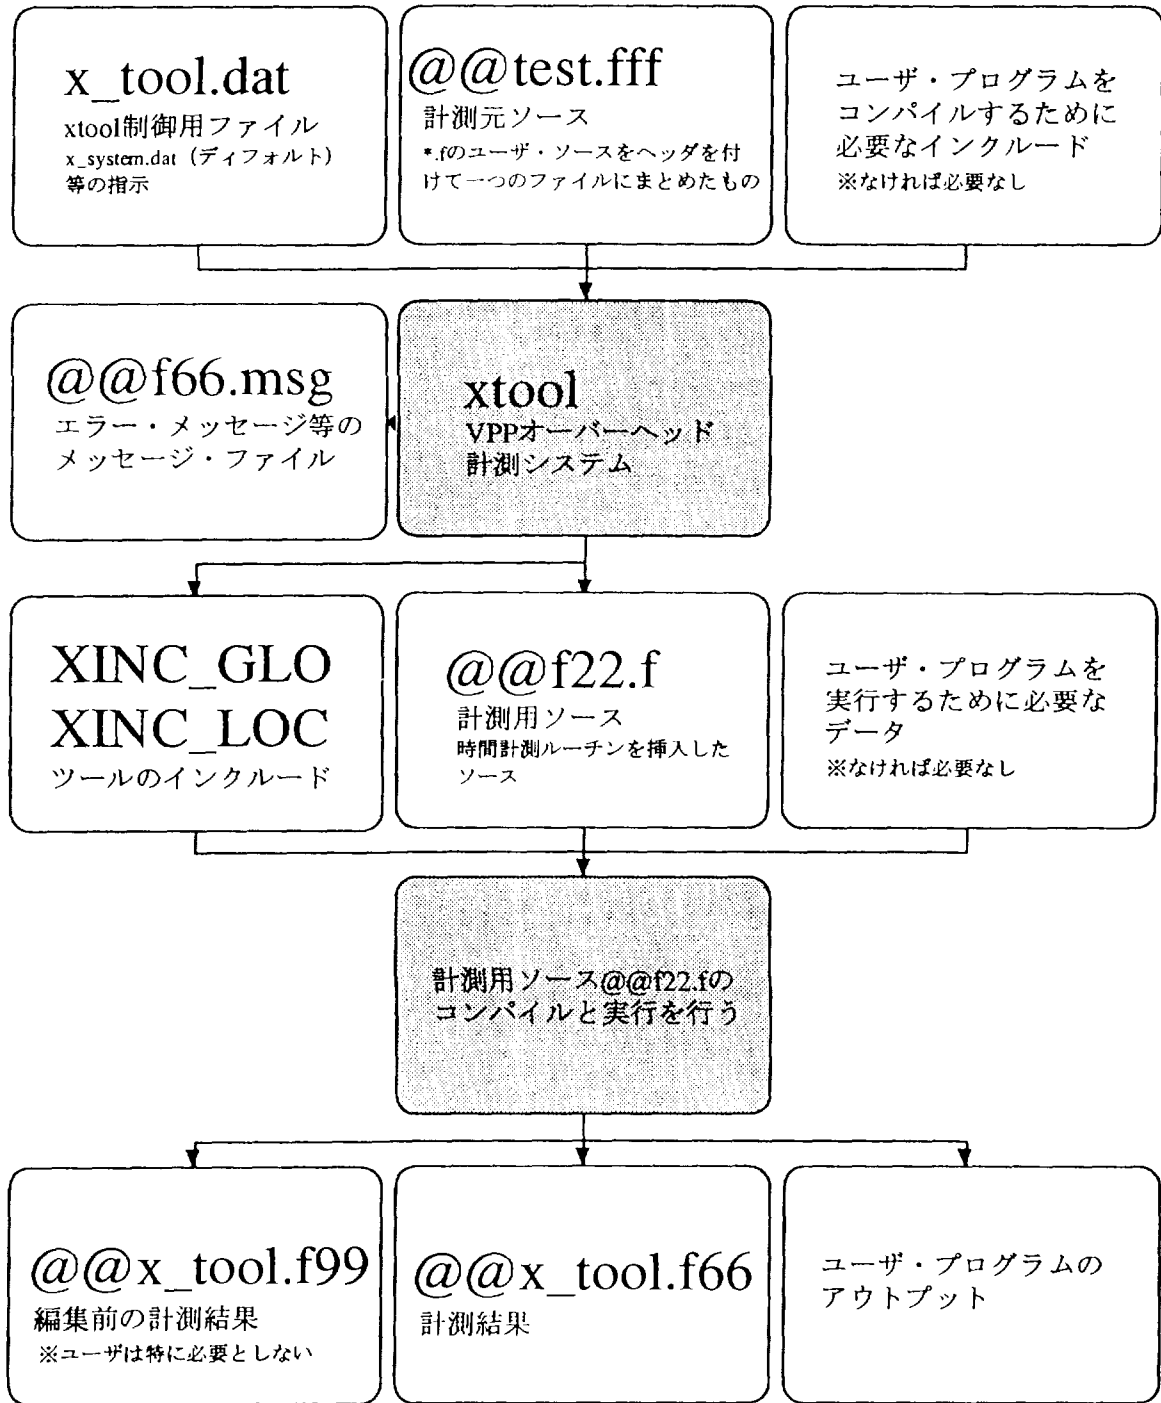 x_tool.dat
xtool制御用ファイル
x_system.dat（ディフォルト）
等の指示
@@test.fff
計測元ソース
*.fのユーザ・ソースをヘッダを付
けて一つのファイルにまとめたもの
ユーザ・プログラムを
コンパイルするために
必要なインクルード
※なければ必要なし
@@f66.msg
エラー・メッセージ等の
メッセージ・ファイル
xtool
VPPオーバーヘッド
計測システム
XINC_GLO
XINC_LOC
ツールのインクルード
@@f22.f
計測用ソース
時間計測ルーチンを挿入した
ソース
ユーザ・プログラムを
実行するために必要な
データ
※なければ必要なし
計測用ソース@@f22.fの
コンパイルと実行を行う
@@x_tool.f99
編集前の計測結果
※ユーザは特に必要としない
@@x_tool.f66
計測結果
ユーザ・プログラムの
アウトプット